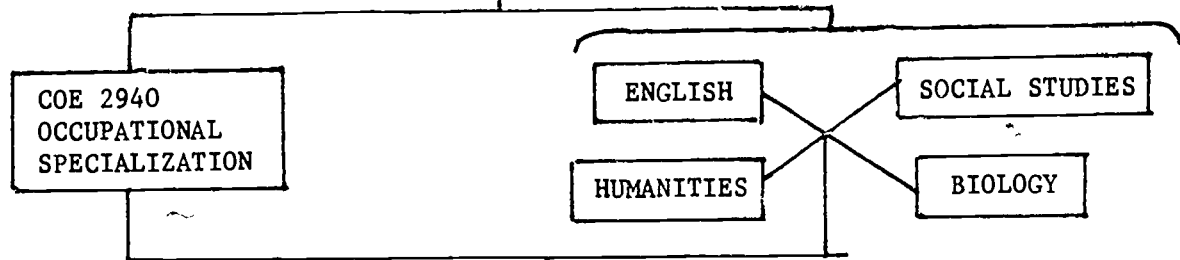 COE 2940
OCCUPATIONAL
SPECIALIZATION
ENGLISH
SOCIAL STUDIES
HUMANITIES
BIOLOGY